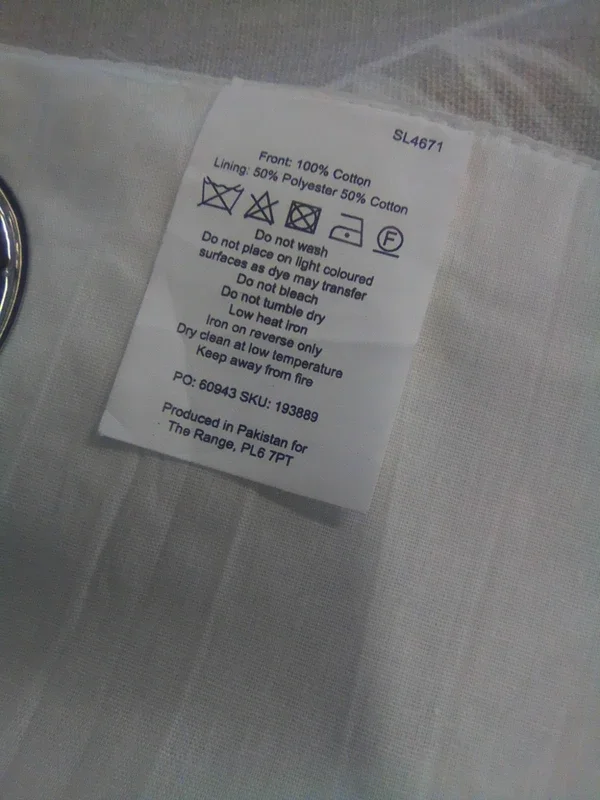 SL4671
Front: 100% Cotton
Lining: 50% Polyester 50% Cotton
F
Do not wash
Do not place on light coloured
surfaces as dye may transfer
Do not bleach
Do not tumble dry
Low heat iron
Iron on reverse only
Dry clean at low temperature
Keep away from fire
PO: 60943 SKU: 193889
Produced in Pakistan for
The Range, PL6 7PT